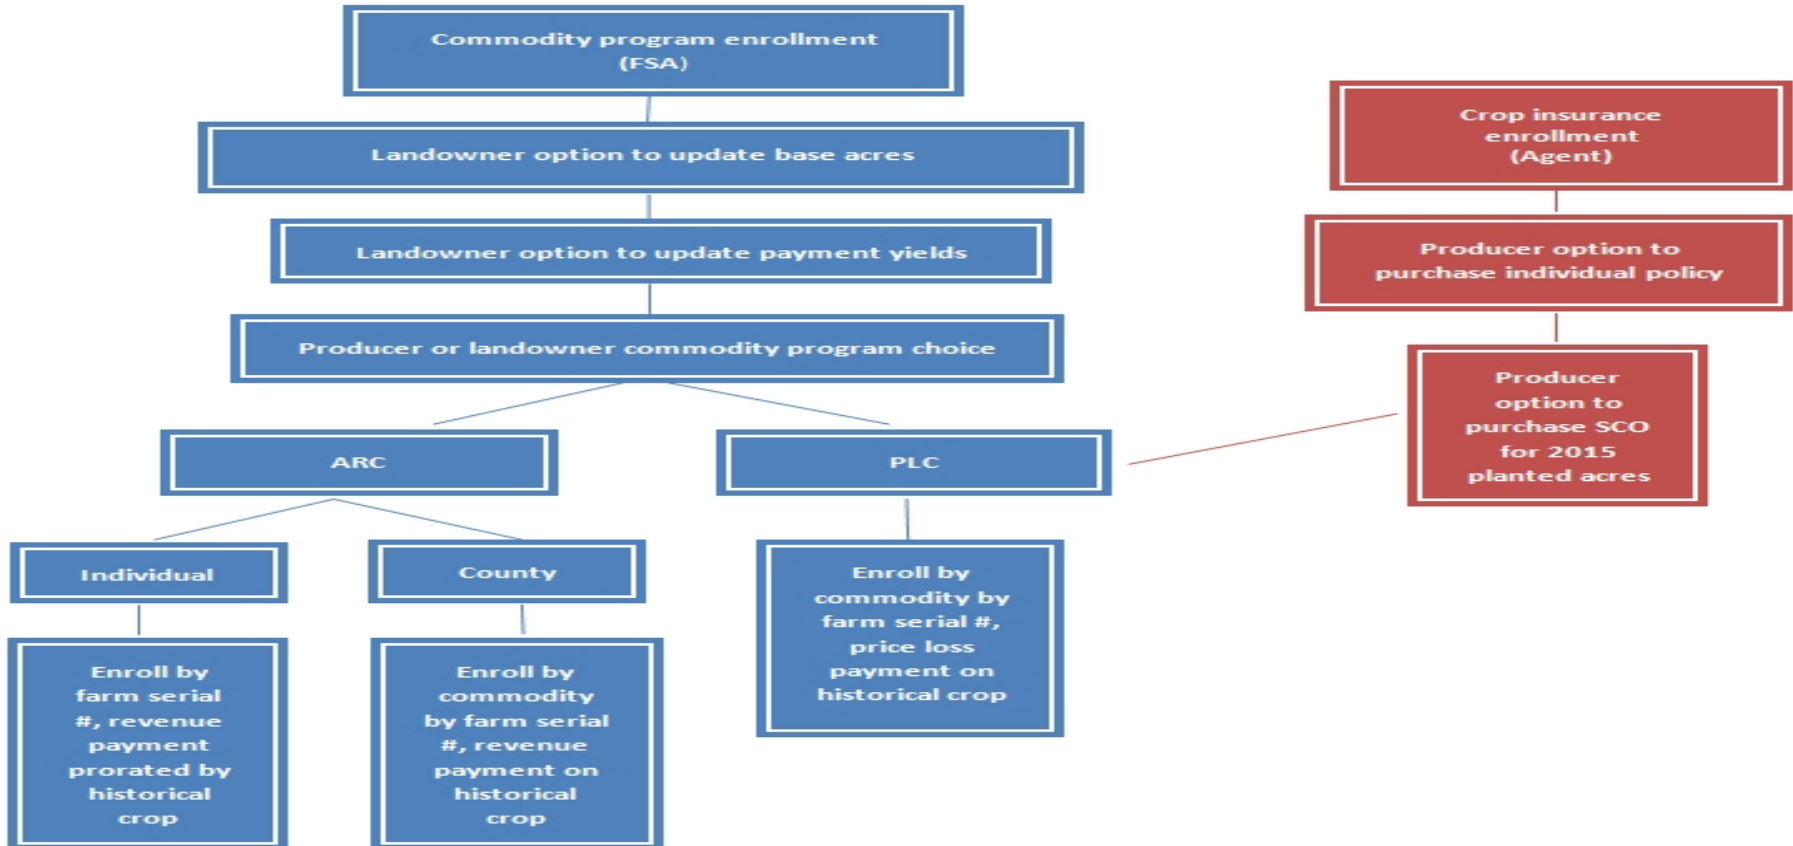 Commodity program enrollment
(FSA)
Landowner option to update base acres
Landowner option to update payment yields
Producer or landowner commodity program choice
ARC
PLC
Individual
County
Enroll by
farm serial
#, revenue
payment
prorated by
historical
crop
Enroll by
commodity
by farm serial
#, revenue
payment on
historical
crop
Enroll by
commodity by
farm serial #,
price loss
payment on
historical crop
Crop insurance
enrollment
(Agent)
Producer option to
purchase individual policy
Producer
option to
purchase SCO
for 2015
planted acres